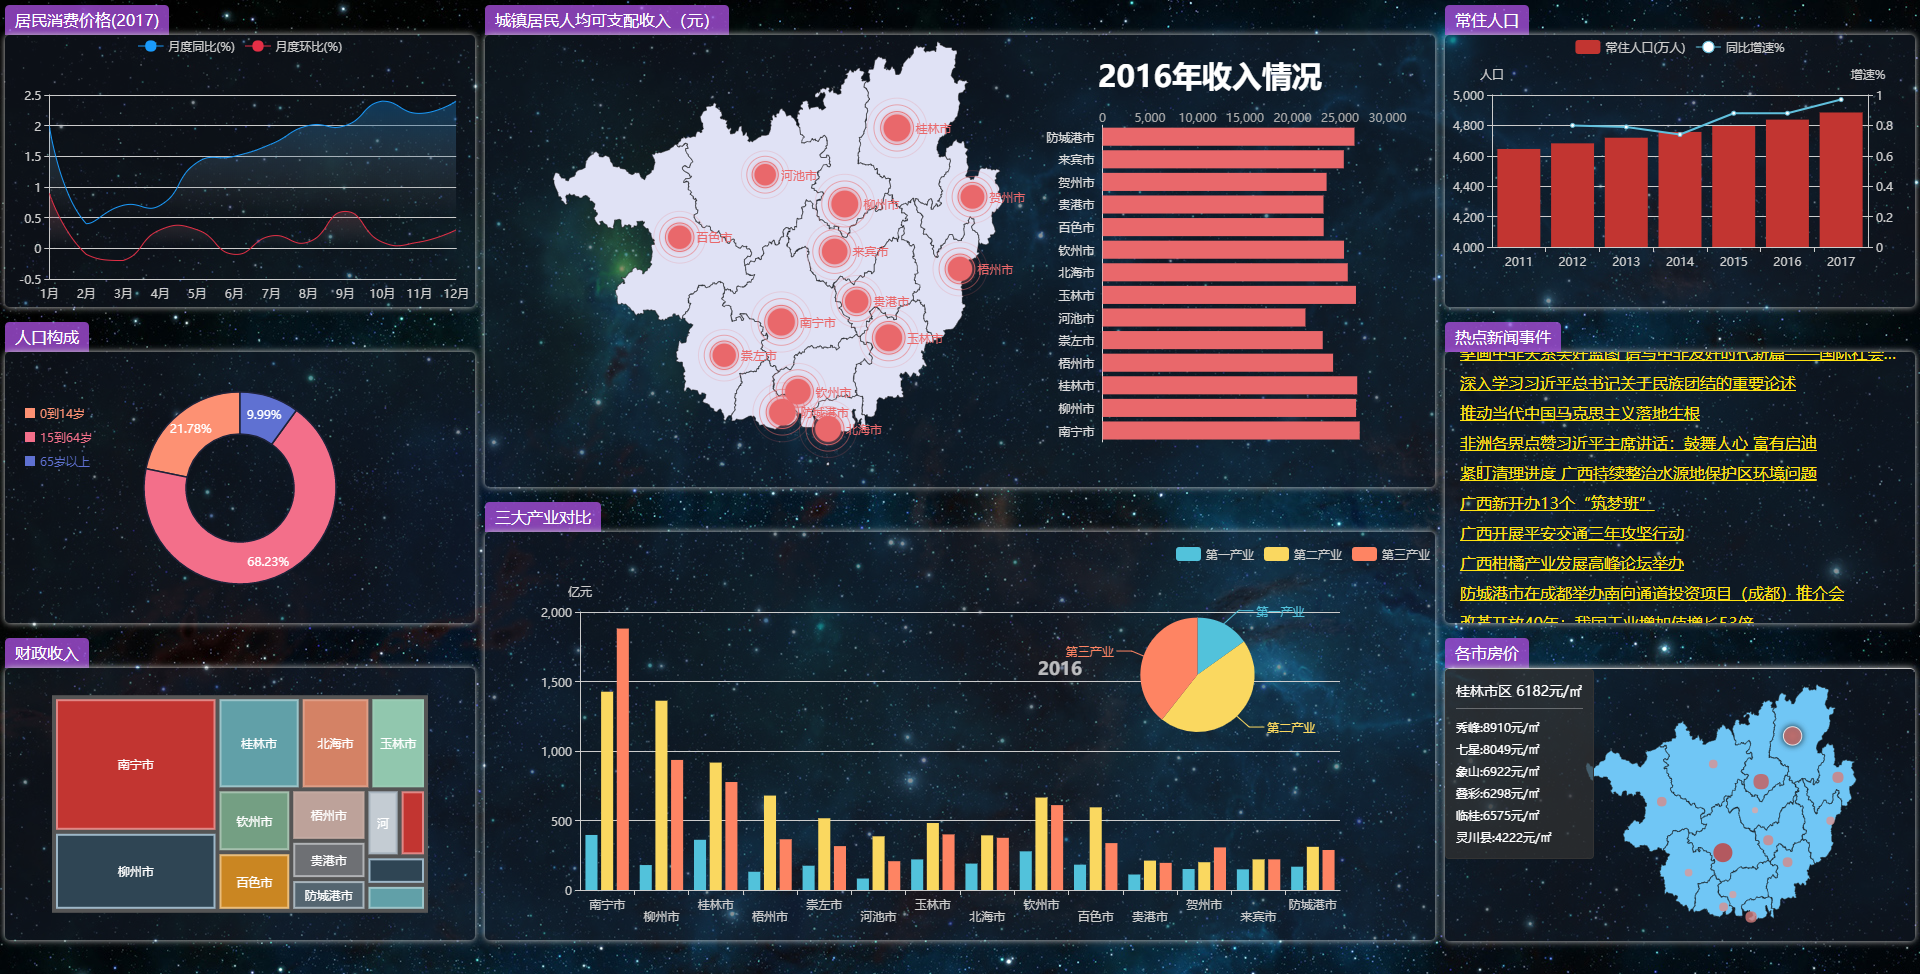 居民消费价格(2017)
月度同比(%)
月度环比(%)
2.5
2
1.5
1
0.5
0
-0.5
1月 2月 3月 4月 5月 6月 7月 8月 9月 10月 11月 12月
人口构成
0到14岁
15到64岁
65岁以上
9.99%
21.78%
68.23%
财政收入
南宁市
柳州市
桂林市
北海市
玉林市
钦州市
梧州市
河
贵港市
百色市
防城港市
城镇居民人均可支配收入（元）
桂林市
河池市
柳州市
贺州市
百色市
来宾市
梧州市
贵港市
南宁市
玉林市
崇左市
钦州市
防城港市
北海市
2016年收入情况
0 5,000 10,000 15,000 20,000 25,000 30,000
防城港市
来宾市
贺州市
贵港市
百色市
钦州市
北海市
玉林市
河池市
崇左市
梧州市
桂林市
柳州市
南宁市
三大产业对比
第一产业 第二产业 第三产业
亿元
2,000
1,500
1,000
500
0
第一产业
第三产业
2016
第二产业
南宁市 柳州市 桂林市 梧州市 崇左市 河池市 玉林市 北海市 钦州市 百色市 贵港市 贺州市 来宾市 防城港市
常住人口
常住人口(万人) 同比增速%
人口
增速%
5,000
4,800
4,600
4,400
4,200
4,000
1
0.8
0.6
0.4
0.2
0
2011 2012 2013 2014 2015 2016 2017
热点新闻事件
深入学习习近平总书记关于民族团结的重要论述
推动当代中国马克思主义落地生根
非洲各界点赞习近平主席讲话：鼓舞人心 富有启迪
紧盯清理进度 广西持续整治水源地保护区环境问题
广西新开办13个“筑梦班”
广西开展平安交通三年攻坚行动
广西柑橘产业发展高峰论坛举办
防城港市在成都举办南向通道投资项目（成都）推介会
改革开放40年：我国工业增加值增长53倍
各市房价
桂林市区 6182元/㎡
秀峰:8910元/㎡
七星:8049元/㎡
象山:6922元/㎡
叠彩:6298元/㎡
临桂:6575元/㎡
灵川县:4222元/㎡